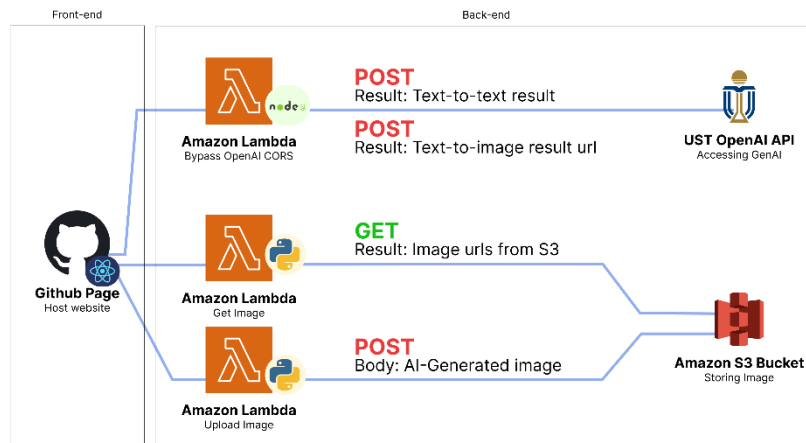 Front-end
Back-end
node
Amazon Lambda
Bypass OpenAI CORS
POST
Result: Text-to-text result
POST
Result: Text-to-image result url
UST OpenAI API
Accessing GenAI
Github Page
Host website
Amazon Lambda
Get Image
GET
Result: Image urls from S3
Amazon Lambda
Upload Image
POST
Body: AI-Generated image
Amazon S3 Bucket
Storing Image